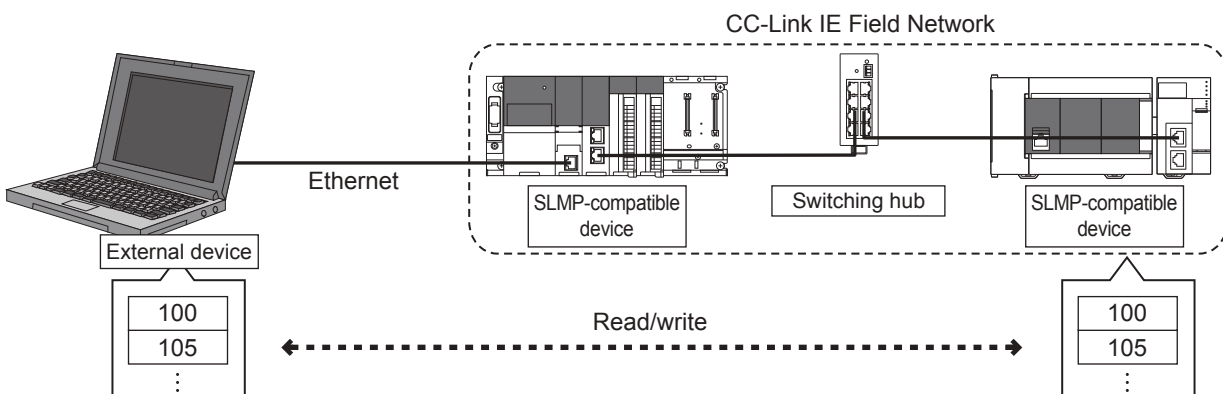 CC-Link IE Field Network
Ethernet
SLMP-compatible
device
Switching hub
SLMP-compatible
device
External device
100
105
Read/write
100
105